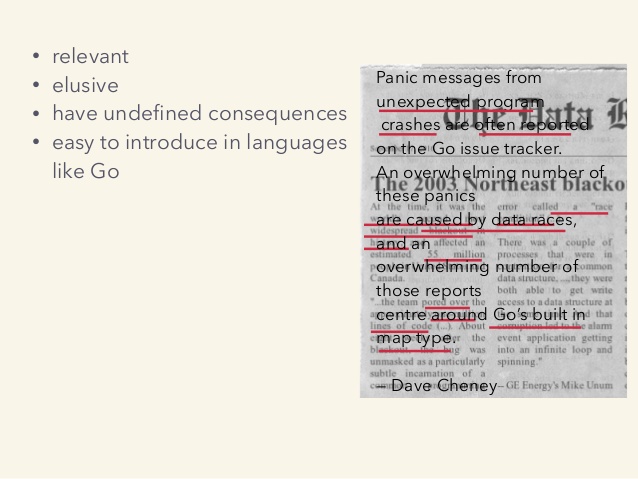 • relevant
• elusive
• have undefined consequences
• easy to introduce in languages
like Go
Panic messages from
unexpected program
crashes are often reported
on the Go issue tracker.
An overwhelming number of
these panics
are caused by data races,
and an
overwhelming number of
those reports
centre around Go’s built in
map type.
– Dave Cheney
The Data R
The 2003 Northeast blacko
At the time, it was the
widespread blackout in
affected an
estimated 55 million
Canada.
"...the team pored over the
lines of code (...). About
the
blackout, the bug was
unmasked as a particularly
subtle incarnation of a
common programming
error called a "race
There was a couple of
processes that were in
common
data structure, ...,they were
both able to get write
access to a data structure at
that
corruption led to the alarm
event application getting
into an infinite loop and
spinning."
– GE Energy's Mike Unum